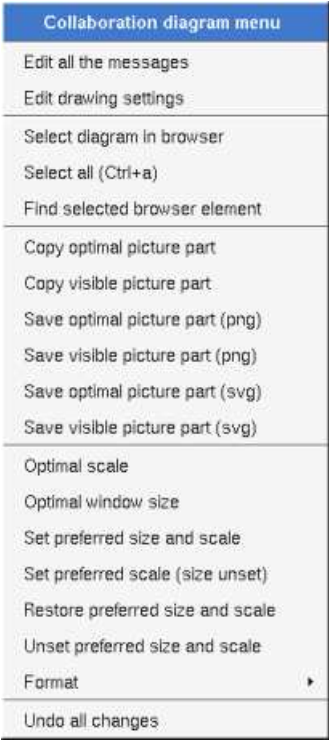 Collaboration diagram menu
Edit all the messages
Edit drawing settings
Select diagram in browser
Select all (Ctrl+a)
Find selected browser element
Copy optimal picture part
Copy visible picture part
Save optimal picture part (png)
Save visible picture part (png)
Save optimal picture part (svg)
Save visible picture part (svg)
Optimal scale
Optimal window size
Set preferred size and scale
Set preferred scale (size unset)
Restore preferred size and scale
Unset preferred size and scale
Format
Undo all changes